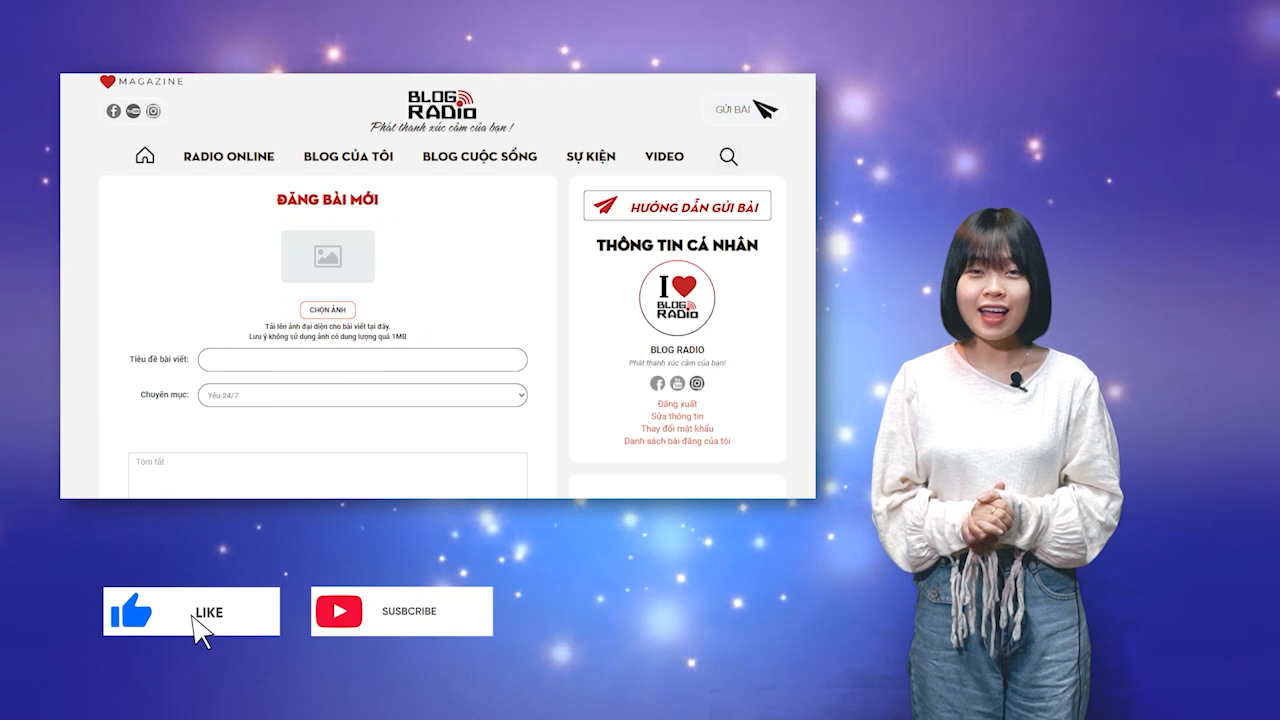 MAGAZINE
BLOG
RADIO
Phát thanh xúc cảm của bạn !
GỬI BÀI
RADIO ONLINE
BLOG CỦA TÔI
BLOG CUỘC SỐNG
SỰ KIỆN
VIDEO
ĐĂNG BÀI MỚI
CHỌN ẢNH
Tải lên ảnh đại diện cho bài viết tại đây.
Lưu ý không sử dụng ảnh có dung lượng quá 1MB
Tiêu đề bài viết:
Chuyên mục:
Yêu 24/7
Tóm tắt
HƯỚNG DẪN GỬI BÀI
THÔNG TIN CÁ NHÂN
I
BLOG
RADIO
BLOG RADIO
Phát thanh xúc cảm của bạn!
Đăng xuất
Sửa thông tin
Thay đổi mật khẩu
Danh sách bài đăng của tôi
LIKE
SUSBCRIBE